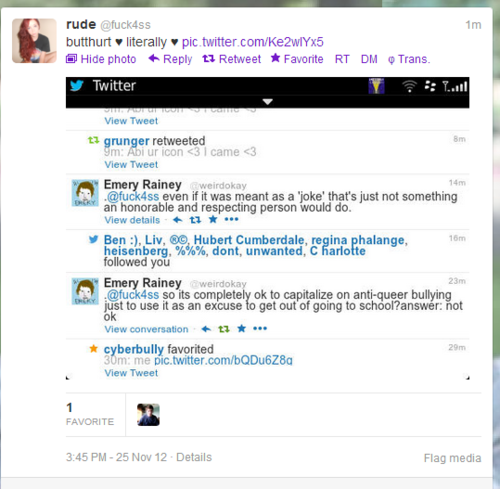 rude @fuck4ss 1m
butthurt ♥ literally ♥ pic.twitter.com/Ke2wlYx5
Hide photo Reply Retweet Favorite RT DM φ Trans.
Twitter
9m: Abi ur icon <3 I came <3
View Tweet
grunger retweeted 8m
9m: Abi ur icon <3 I came <3
View Tweet
Emery Rainey @weirdokay 14m
.@fuck4ss even if it was meant as a 'joke' that's just not something
an honorable and respecting person would do.
View details
Ben :), Liv, ®©, Hubert Cumberdale, regina phalange, 16m
heisenberg, %%%, dont, unwanted, C harlotte
followed you
Emery Rainey @weirdokay 23m
.@fuck4ss so its completely ok to capitalize on anti-queer bullying
just to use it as an excuse to get out of going to school?answer: not
ok
View conversation
cyberbully favorited 29m
30m: me pic.twitter.com/bQDu6Z8q
View Tweet
1
FAVORITE
3:45 PM - 25 Nov 12 · Details Flag media